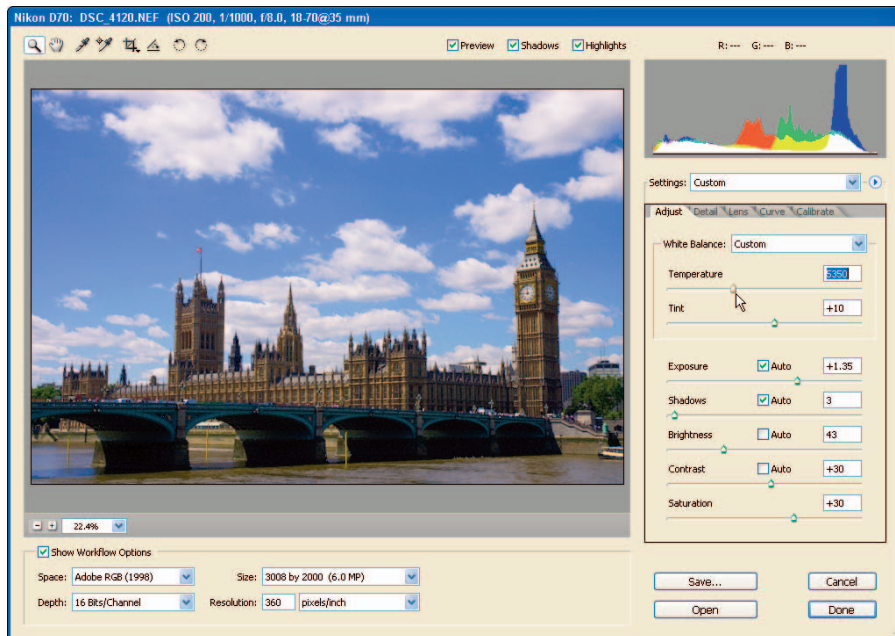 Nikon D70: DSC_4120.NEF (ISO 200, 1/1000, f/8.0, 18-70@35 mm)
Preview Shadows Highlights
R: --- G: --- B: ---
Settings: Custom
Adjust Detail Lens Curve Calibrate
White Balance: Custom
Temperature 5350
Tint +10
Exposure Auto +1.35
Shadows Auto 3
Brightness Auto 43
Contrast Auto +30
Saturation +30
22.4%
Show Workflow Options
Space: Adobe RGB (1998) Size: 3008 by 2000 (6.0 MP)
Depth: 16 Bits/Channel Resolution: 360 pixels/inch
Save... Cancel
Open Done